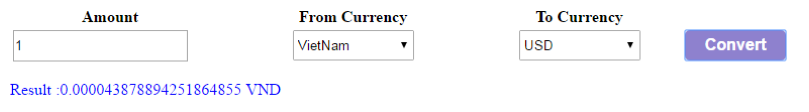 Amount From Currency To Currency
1 VietNam USD Convert
Result :0.000043878894251864855 VND